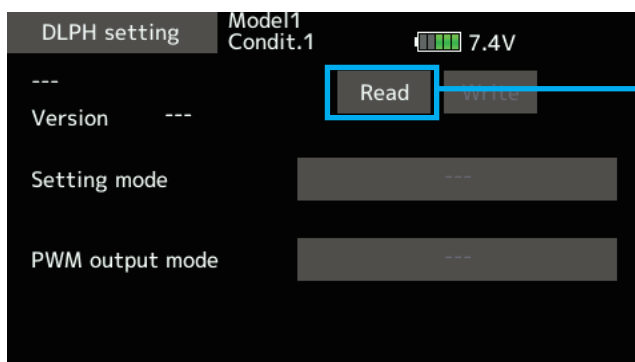 DLPH setting
Model1
Condit.1
7.4V
---
Read
Write
Version ---
Setting mode ---
PWM output mode ---